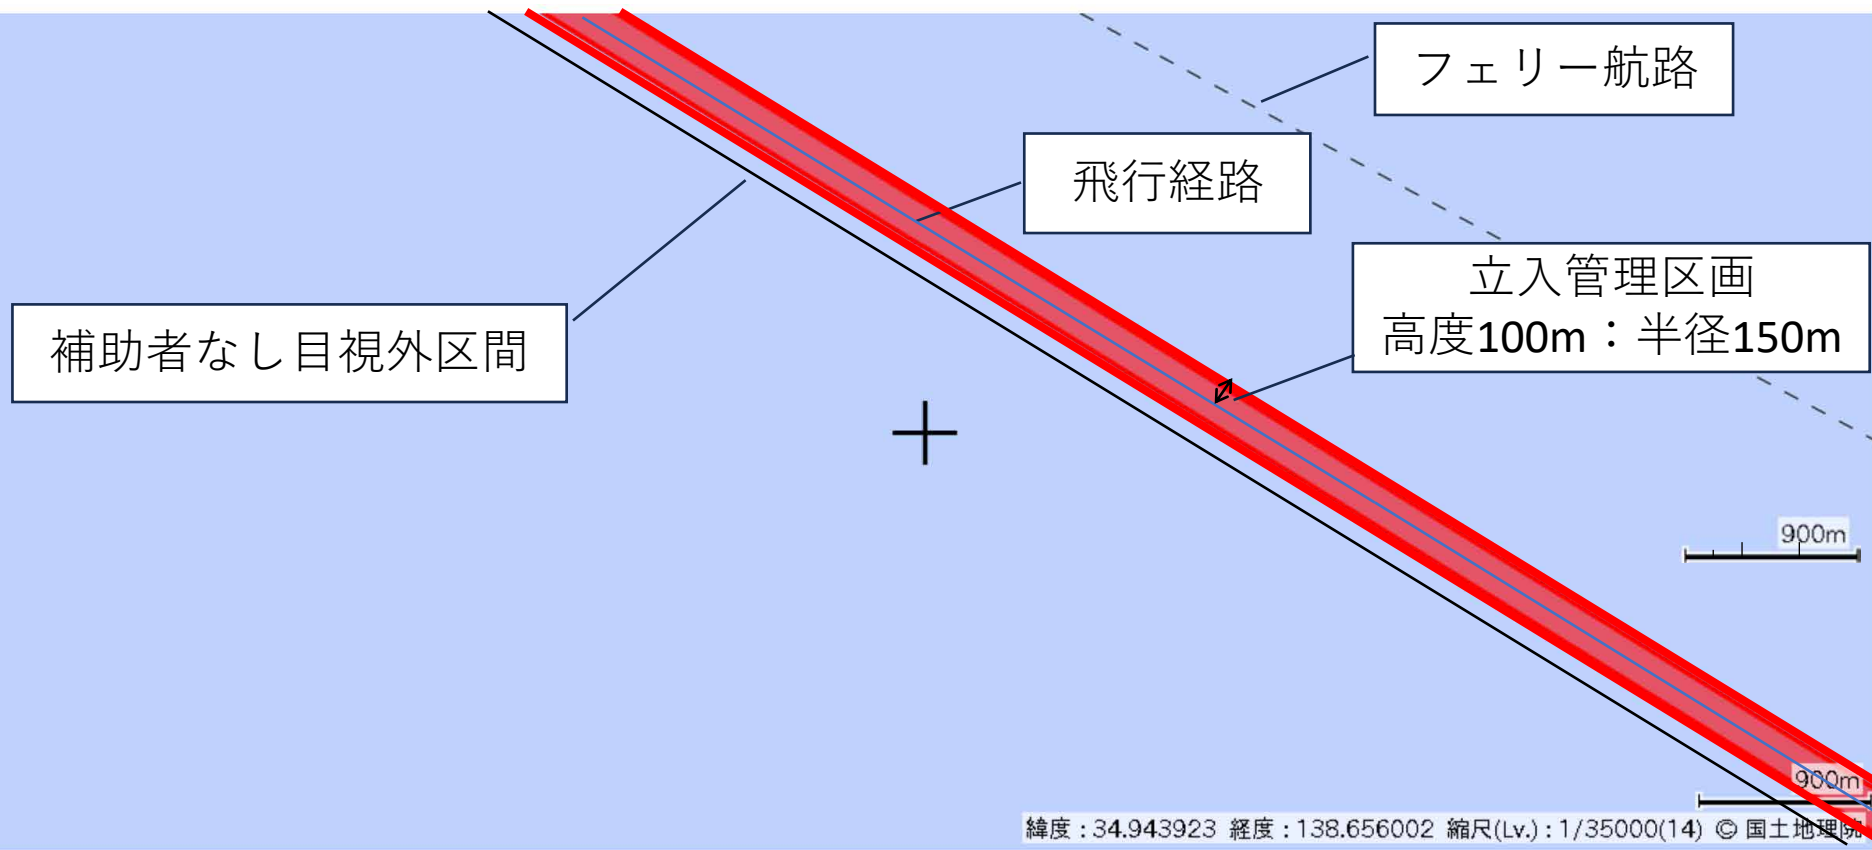 フェリー航路
飛行経路
立入管理区画
高度100m：半径150m
補助者なし目視外区間
900m
900m
緯度：34.943923 経度：138.656002 縮尺(Lv.)：1/35000(14) © 国土地理院